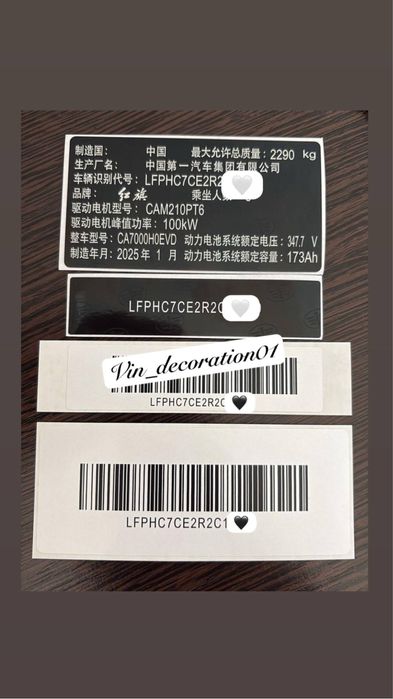 制造国： 中国 最大允许总质量：2290 kg
生产厂名： 中国第一汽车集团有限公司
车辆识别代号：LFPHC7CE2R2
品牌： 红旗 乘坐人
驱动电机型号： CAM210PT6
驱动电机峰值功率：100kW
整车型号：CA7000H0EVD 动力电池系统额定电压：347.7 V
制造年月：2025年 1 月 动力电池系统额定容量：173Ah
LFPHC7CE2R2C
Vin_decoration01
LFPHC7CE2R2C
LFPHC7CE2R2C1